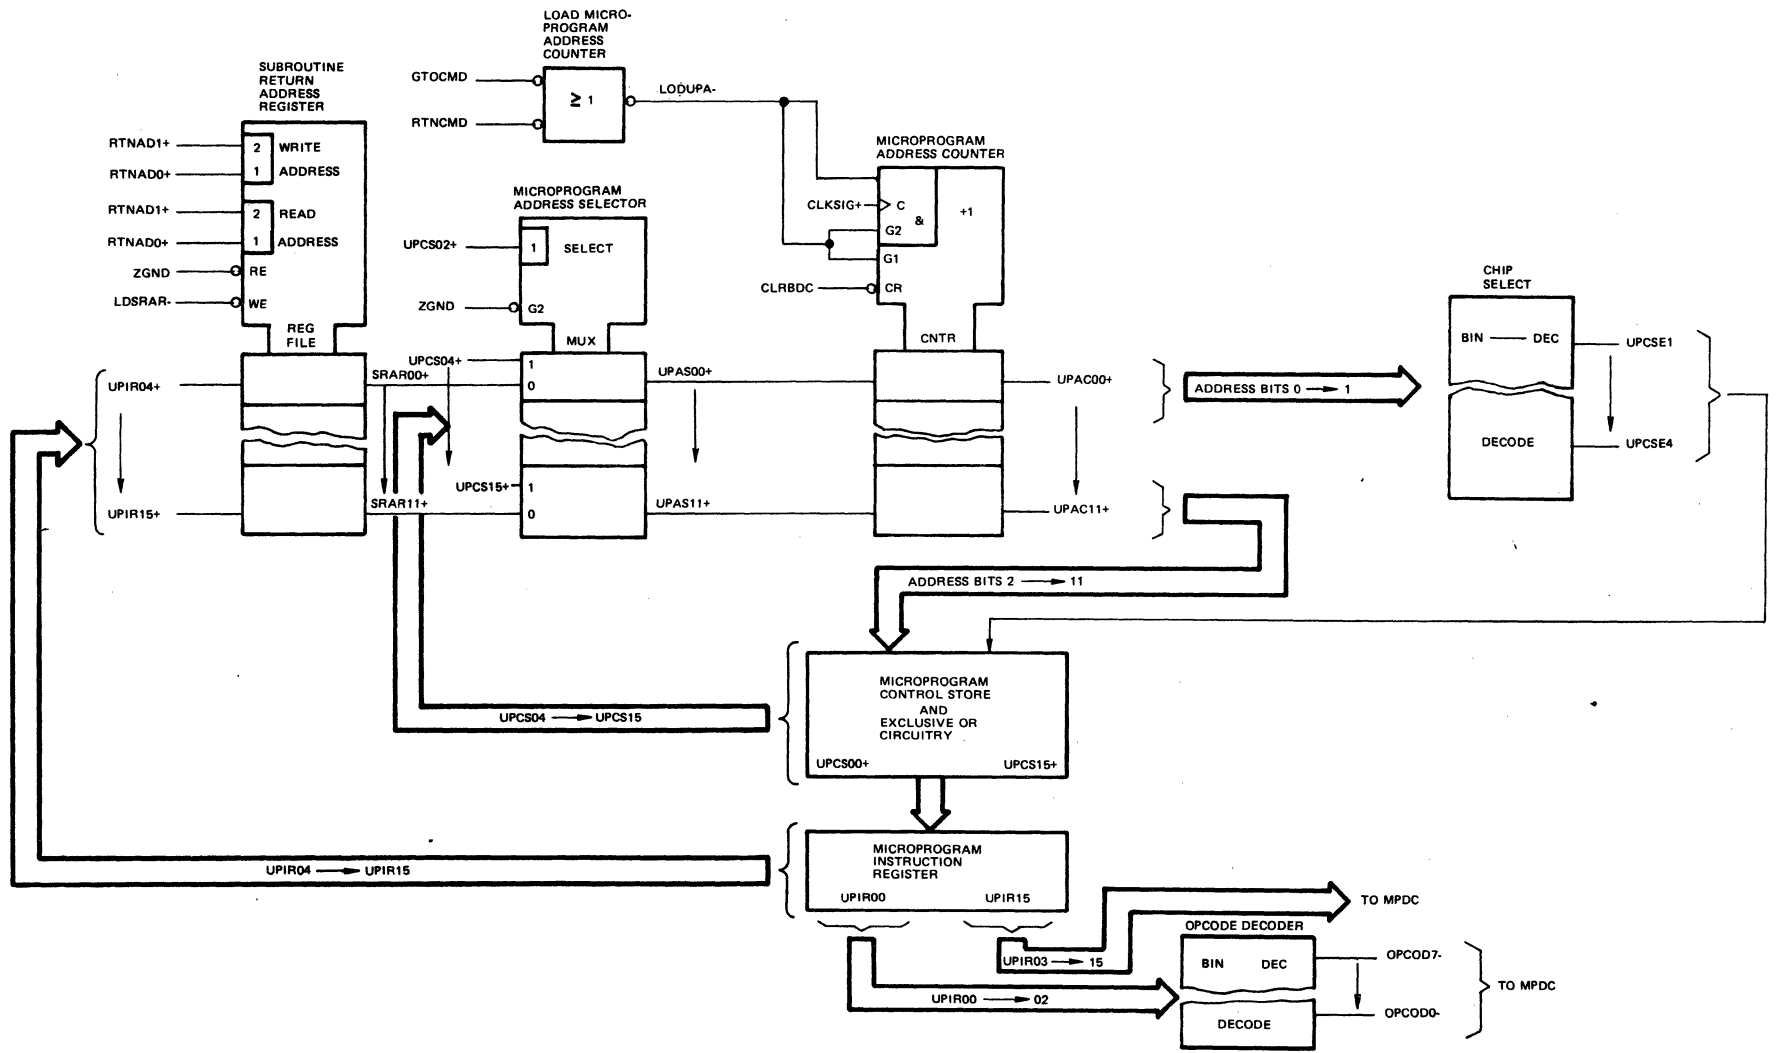 LOAD MICRO-
PROGRAM
ADDRESS
COUNTER
GTOCMD
RTNCMD
≥ 1
LODUPA-
SUBROUTINE
RETURN
ADDRESS
REGISTER
RTNAD1+
2 WRITE
RTNAD0+
1 ADDRESS
RTNAD1+
2 READ
RTNAD0+
1 ADDRESS
ZGND
RE
LDSRAR-
WE
REG
FILE
MICROPROGRAM
ADDRESS SELECTOR
UPCS02+
1 SELECT
ZGND
G2
MUX
MICROPROGRAM
ADDRESS COUNTER
CLKSIG+
C
&
+1
G2
G1
CLRBDC
CR
CNTR
CHIP
SELECT
BIN DEC
UPCSE1
DECODE
UPCSE4
UPIR04+
SRAR00+
UPCS04+
1
0
UPAS00+
UPAC00+
ADDRESS BITS 0 → 1
UPIR15+
SRAR11+
UPCS15+
1
0
UPAS11+
UPAC11+
ADDRESS BITS 2 → 11
MICROPROGRAM
CONTROL STORE
AND
EXCLUSIVE OR
CIRCUITRY
UPCS00+ UPCS15+
UPCS04 → UPCS15
MICROPROGRAM
INSTRUCTION
REGISTER
UPIR00 UPIR15
UPIR04 → UPIR15
TO MPDC
UPIR03 → 15
UPIR00 → 02
OPCODE DECODER
BIN DEC
DECODE
OPCOD7-
OPCOD0-
TO MPDC